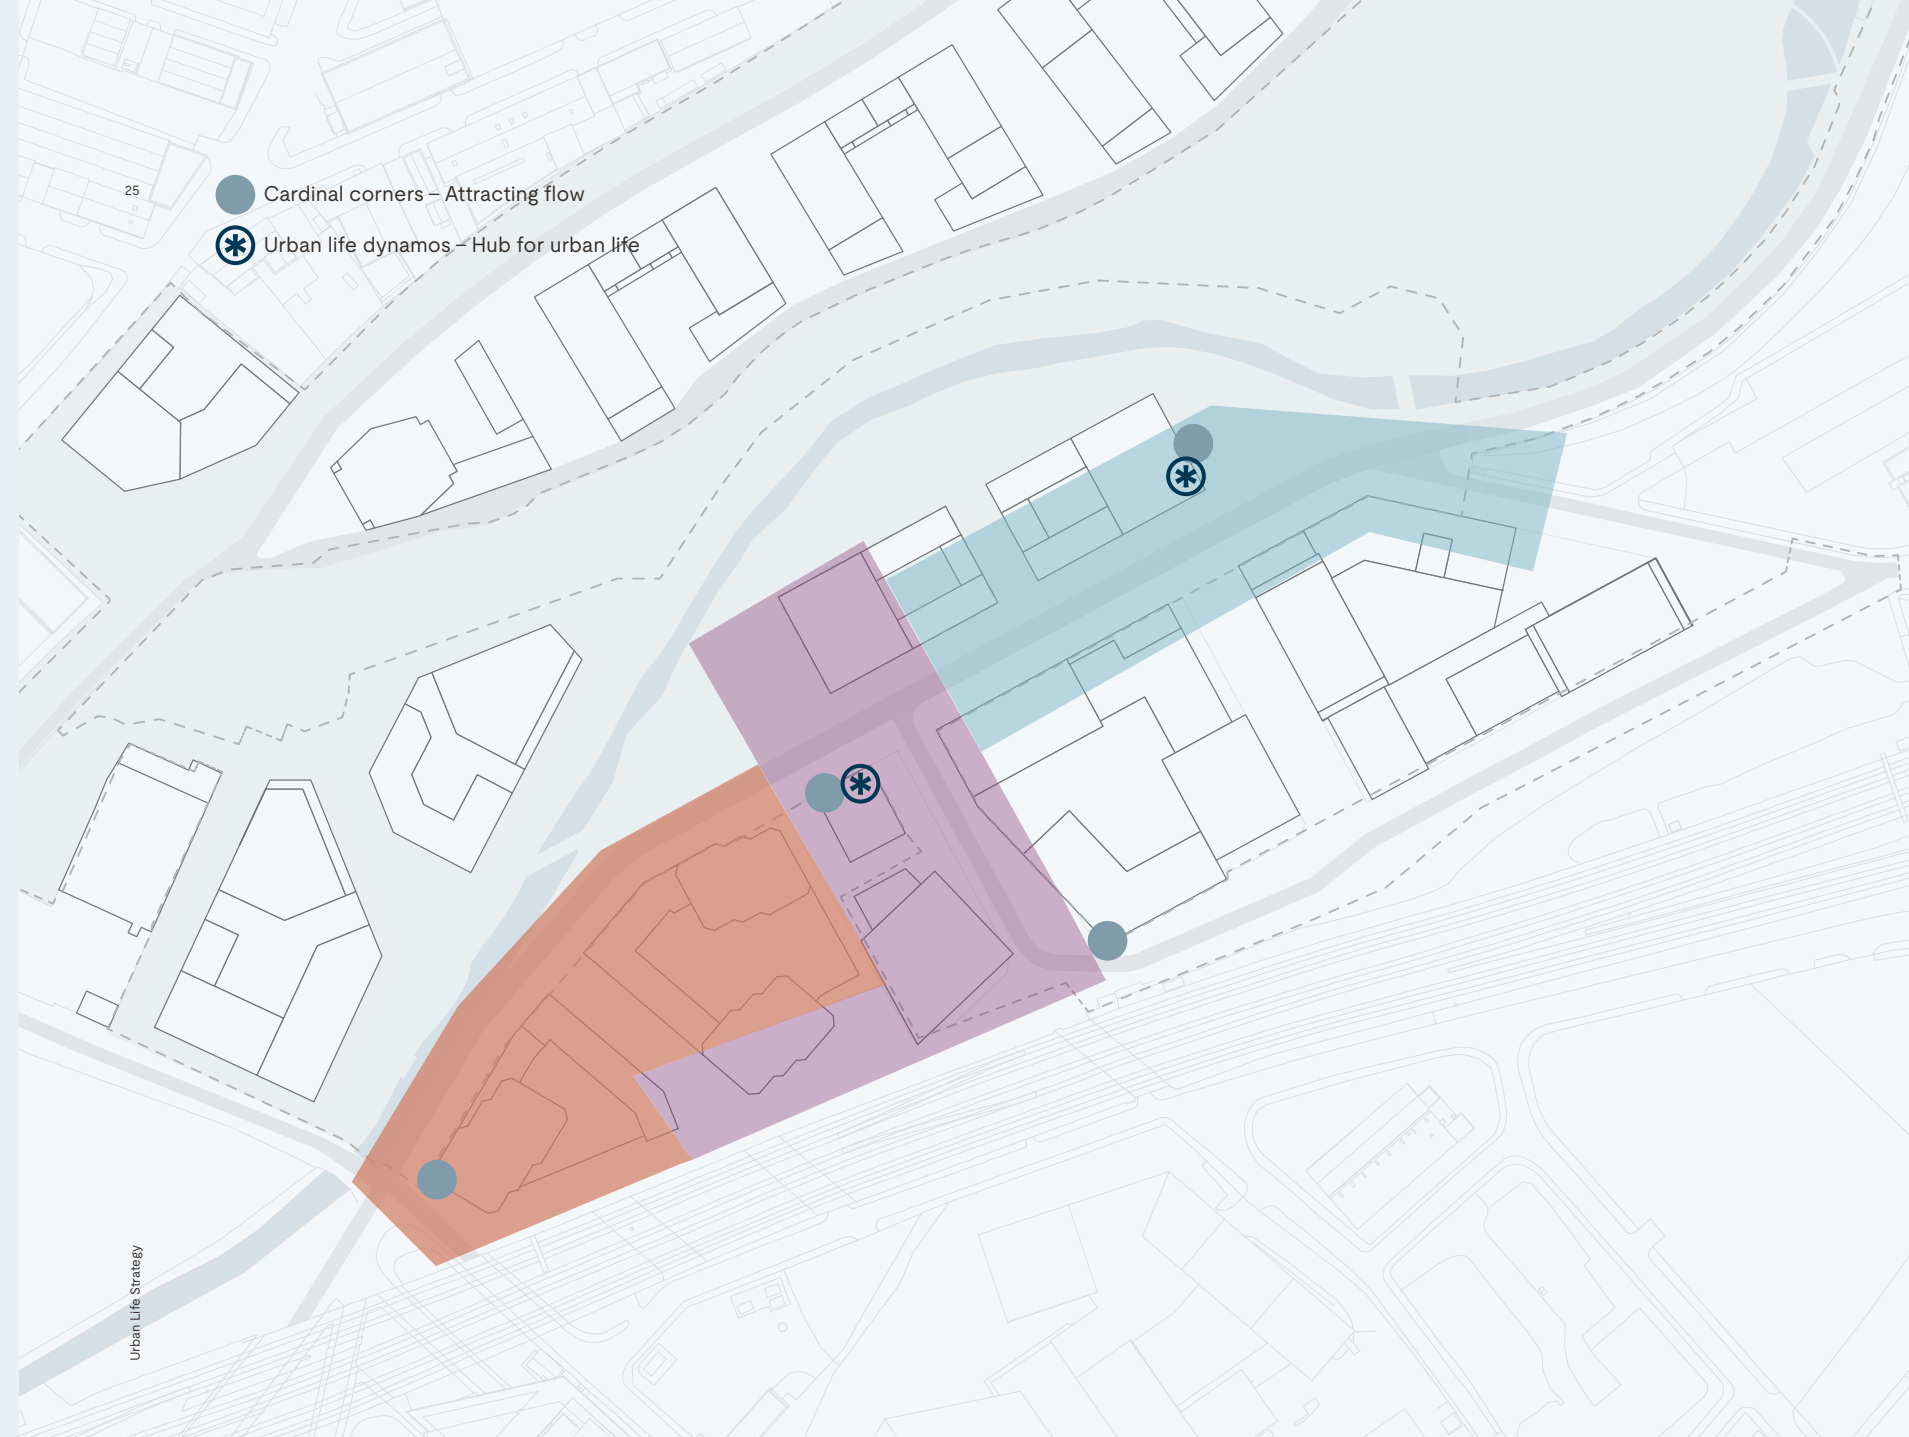 25
Cardinal corners – Attracting flow
Urban life dynamos – Hub for urban life
Urban Life Strategy